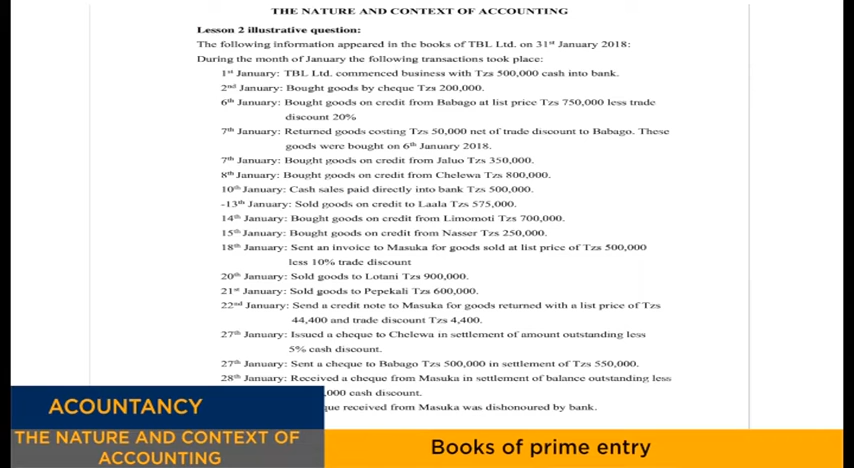 THE NATURE AND CONTEXT OF ACCOUNTING
Lesson 2 illustrative question:
The following information appeared in the books of TBL Ltd. on 31st January 2018:
During the month of January the following transactions took place:
1st January: TBL Ltd. commenced business with Tzs 500,000 cash into bank.
2nd January: Bought goods by cheque Tzs 200,000.
6th January: Bought goods on credit from Babago at list price Tzs 750,000 less trade
discount 20%
7th January: Returned goods costing Tzs 50,000 net of trade discount to Babago. These
goods were bought on 6th January 2018.
7th January: Bought goods on credit from Jaluo Tzs 350,000.
8th January: Bought goods on credit from Chelewa Tzs 800,000.
10th January: Cash sales paid directly into bank Tzs 500,000.
-13th January: Sold goods on credit to Laala Tzs 575,000.
14th January: Bought goods on credit from Limomoti Tzs 700,000.
15th January: Bought goods on credit from Nasser Tzs 250,000.
18th January: Sent an invoice to Masuka for goods sold at list price of Tzs 500,000
less 10% trade discount
20th January: Sold goods to Lotani Tzs 900,000.
21st January: Sold goods to Pepekali Tzs 600,000.
22nd January: Send a credit note to Masuka for goods returned with a list price of Tzs
44,400 and trade discount Tzs 4,400.
27th January: Issued a cheque to Chelewa in settlement of amount outstanding less
5% cash discount.
27th January: Sent a cheque to Babago Tzs 500,000 in settlement of Tzs 550,000.
28th January: Received a cheque from Masuka in settlement of balance outstanding less
,000 cash discount.
que received from Masuka was dishonoured by bank.
ACOUNTANCY
THE NATURE AND CONTEXT OF
ACCOUNTING
Books of prime entry